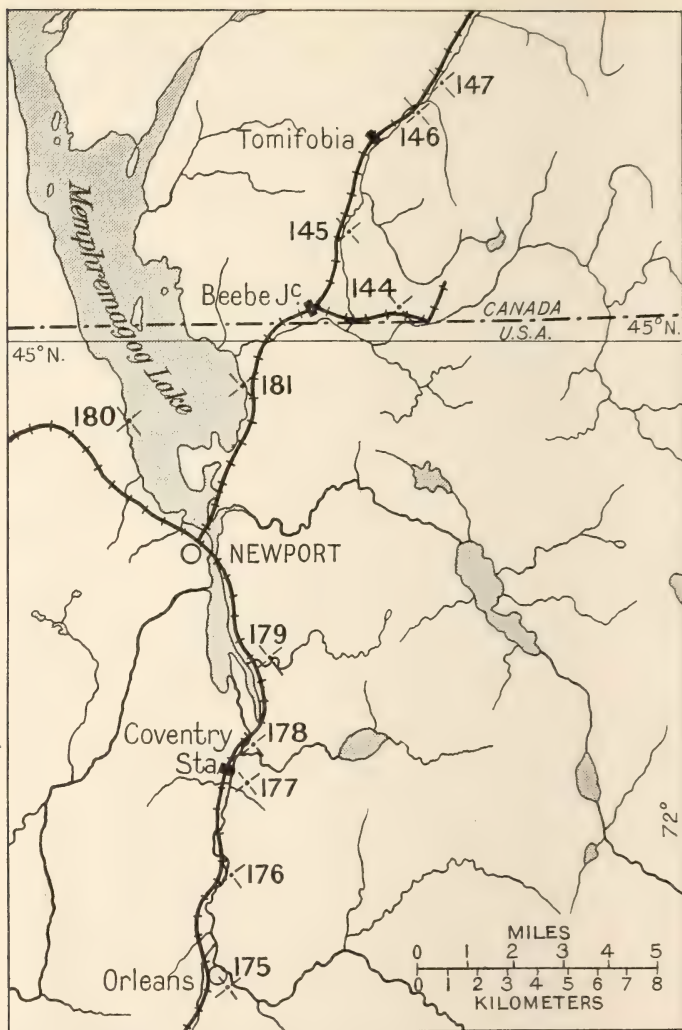 147
146
Tomifobia
145
Memphremagog Lake
144
Beebe Jc
CANADA
U.S.A.
45°N.
45°N.
181
180
NEWPORT
179
Coventry
Sta
178
177
72°
176
MILES
0 1 2 3 4 5
Orleans
175
0 1 2 3 4 5 6 7 8
KILOMETERS